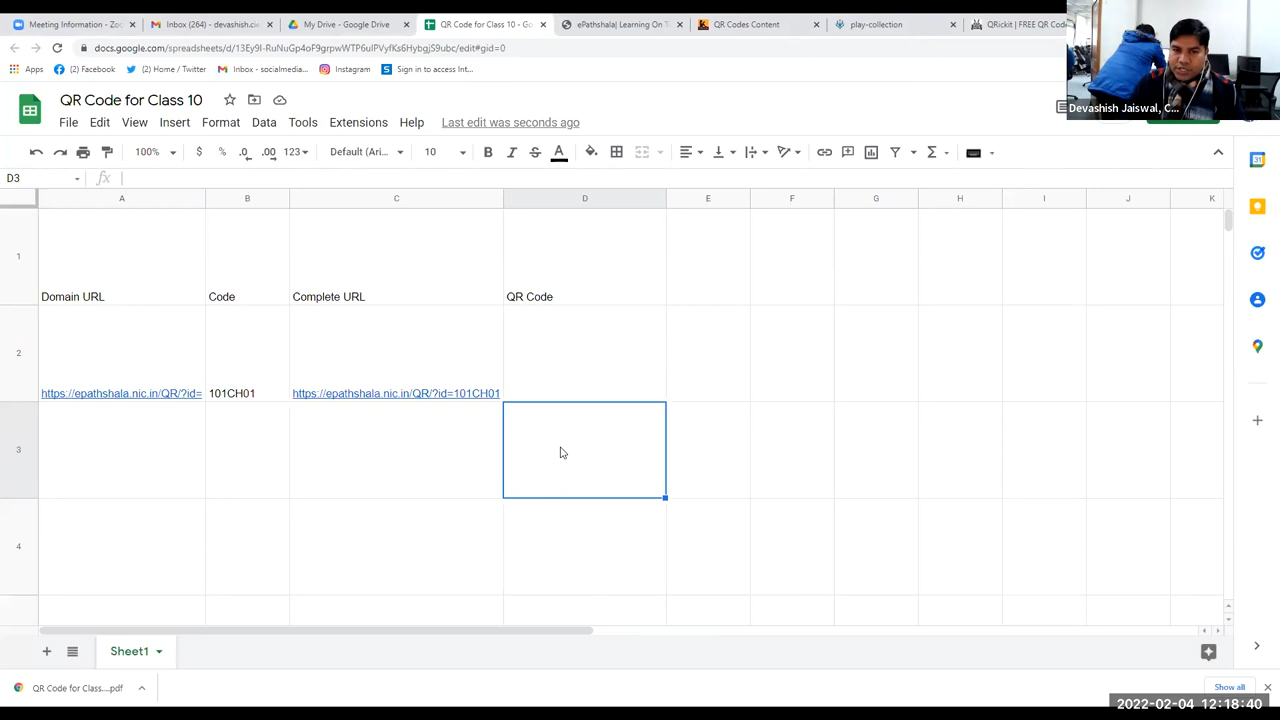 Meeting Information - Zoo
Inbox (264) - devashish.cie
My Drive - Google Drive
QR Code for Class 10 - Go
ePathshala| Learning On T
QR Codes Content
play-collection
QRickit | FREE QR Code
docs.google.com/spreadsheets/d/13Ey9I-RuNuGp4oF9grpwWTP6uIPVyfKs6HybgjS9ubc/edit#gid=0
Apps
(2) Facebook
(2) Home / Twitter
Inbox - socialmedia...
Instagram
Sign in to access Int...
Devashish Jaiswal, C...
QR Code for Class 10
File Edit View Insert Format Data Tools Extensions Help Last edit was seconds ago
100% $ % .0 .00 123 Default (Ari... 10 B I S A
D3 fx
A B C D E F G H I J K
1
Domain URL Code Complete URL QR Code
2
https://epathshala.nic.in/QR/?id= 101CH01 https://epathshala.nic.in/QR/?id=101CH01
3
4
Sheet1
QR Code for Class....pdf
Show all
2022-02-04 12:18:40